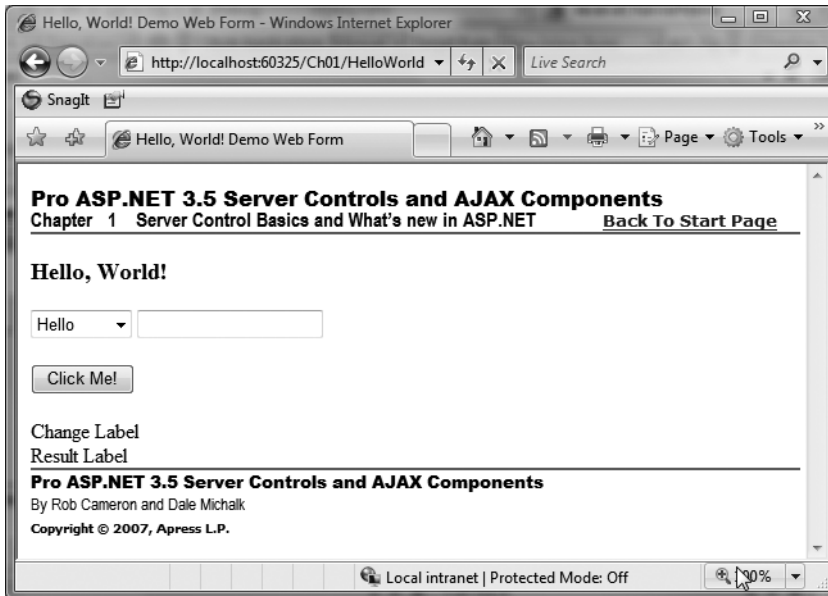 Hello, World! Demo Web Form - Windows Internet Explorer
http://localhost:60325/Ch01/HelloWorld
Live Search
SnagIt
Hello, World! Demo Web Form
Page
Tools
Pro ASP.NET 3.5 Server Controls and AJAX Components
Chapter 1 Server Control Basics and What's new in ASP.NET
Back To Start Page
Hello, World!
Hello
Click Me!
Change Label
Result Label
Pro ASP.NET 3.5 Server Controls and AJAX Components
By Rob Cameron and Dale Michalk
Copyright © 2007, Apress L.P.
Local intranet | Protected Mode: Off